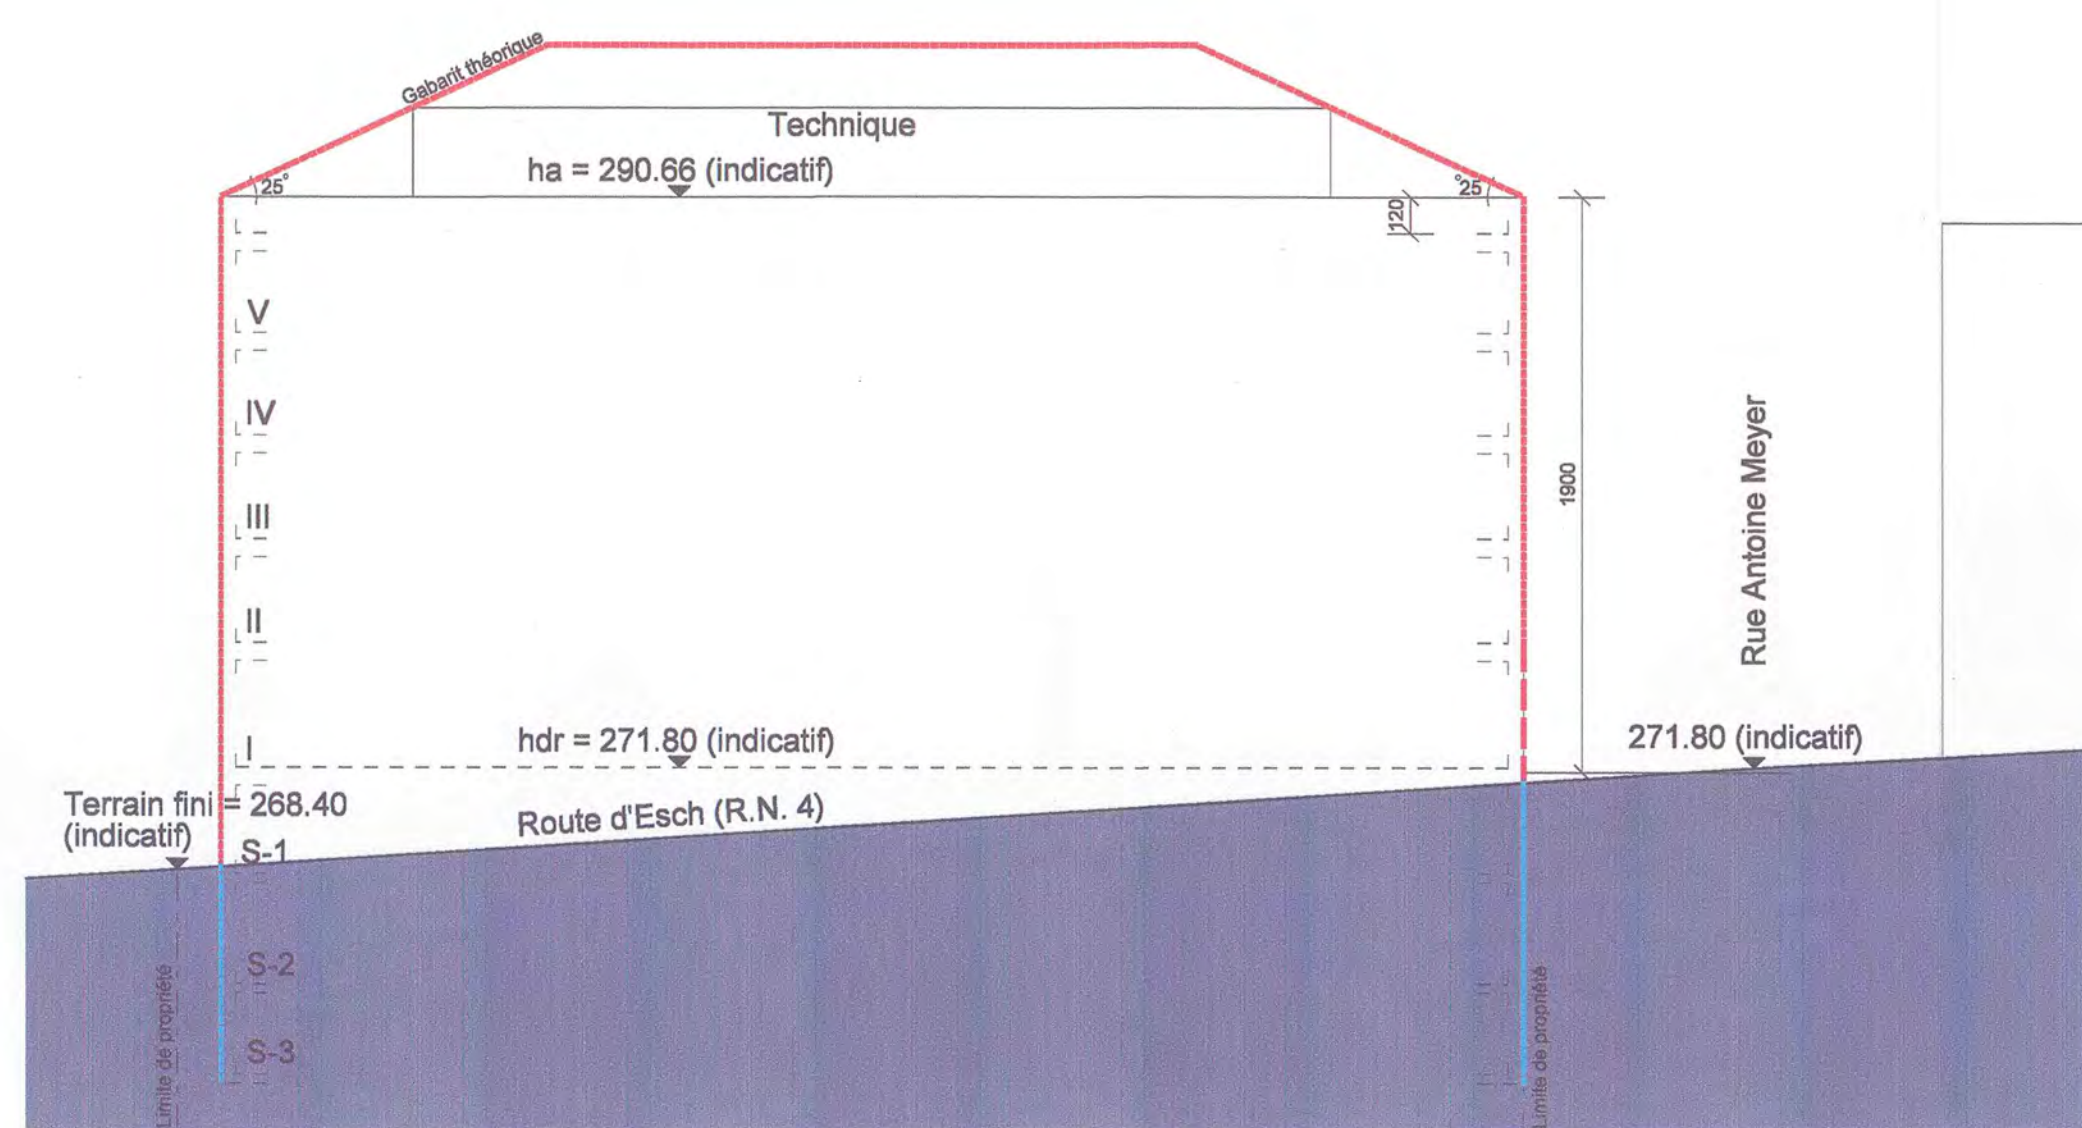 Gabarit théorique
Technique
ha = 290.66 (indicatif)
25°
°25
120
V
IV
III
II
I
1900
Rue Antoine Meyer
hdr = 271.80 (indicatif)
271.80 (indicatif)
Terrain fini = 268.40
(indicatif)
Route d'Esch (R.N. 4)
S-1
S-2
S-3
Limite de propriété
Limite de propriété